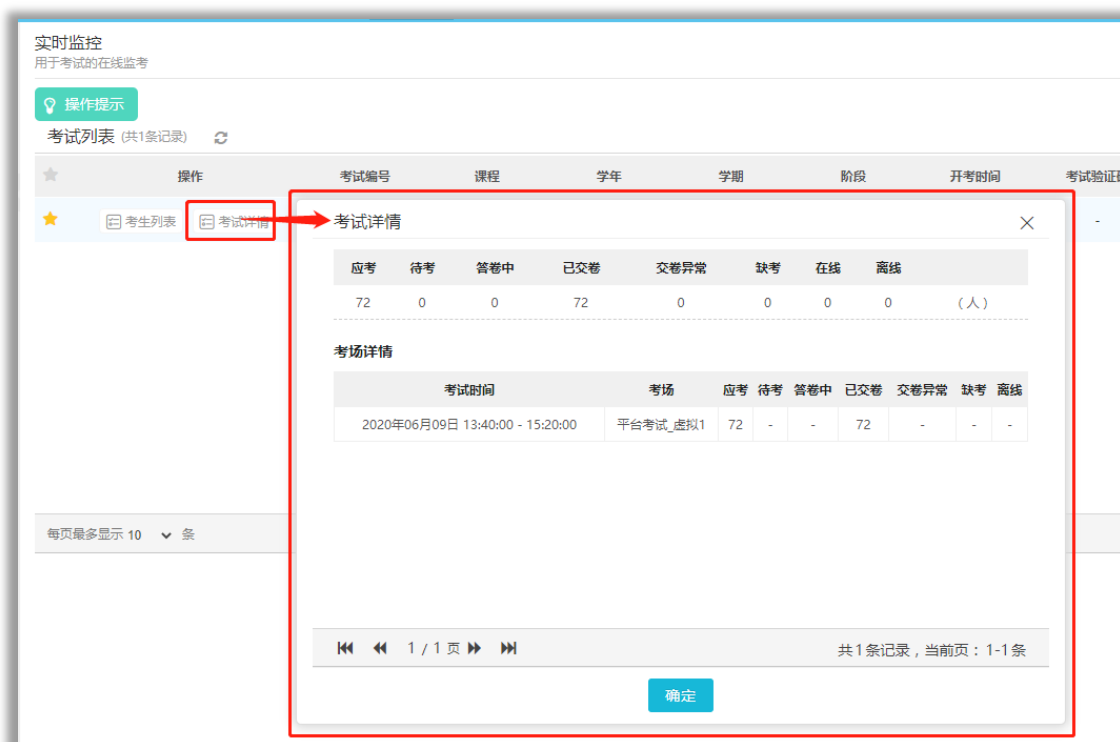 实时监控
用于考试的在线监考
操作提示
考试列表 (共1条记录)
操作 考试编号 课程 学年 学期 阶段 开考时间 考试验证
考生列表 考试详情 -
考试详情
应考 待考 答卷中 已交卷 交卷异常 缺考 在线 离线
72 0 0 72 0 0 0 0 (人)
考场详情
考试时间 考场 应考 待考 答卷中 已交卷 交卷异常 缺考 离线
2020年06月09日 13:40:00 - 15:20:00 平台考试_虚拟1 72 - - 72 - - -
每页最多显示 10 条
1 / 1 页 共1条记录，当前页：1-1条
确定